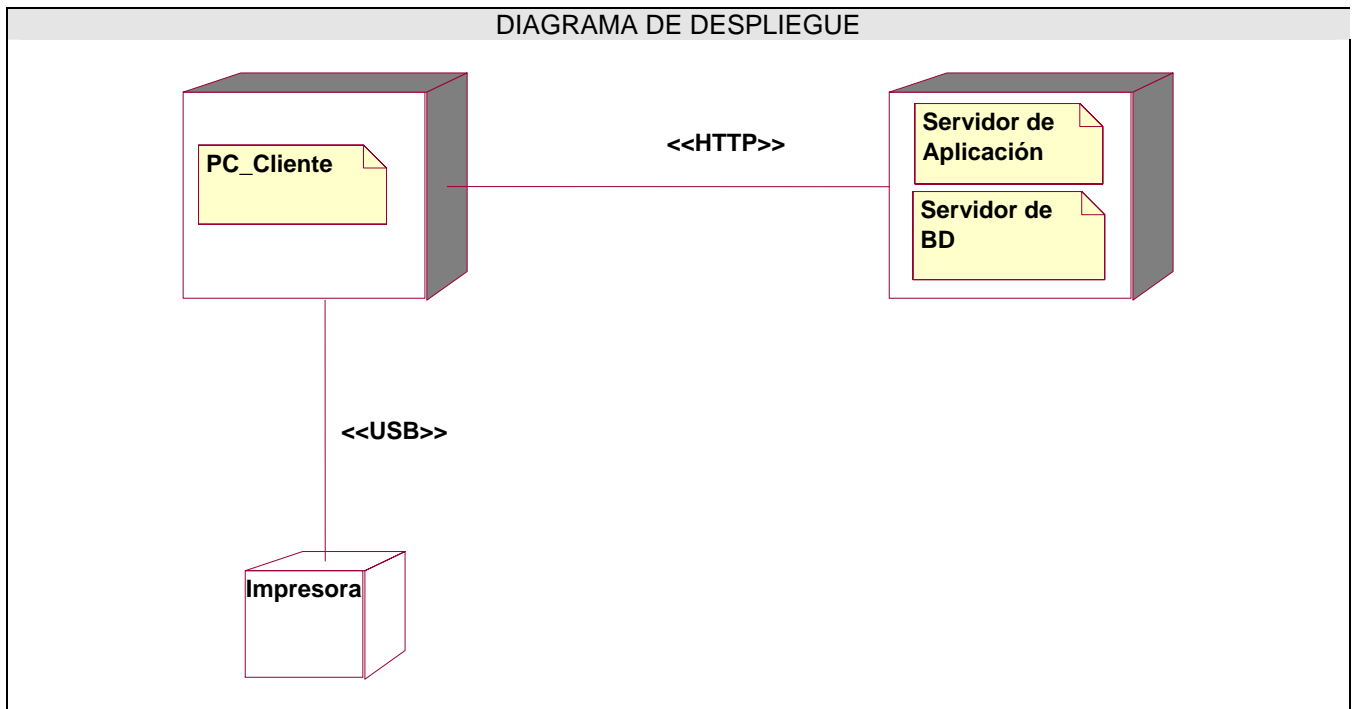 DIAGRAMA DE DESPLIEGUE
PC_Cliente
<<HTTP>>
Servidor de
Aplicación
Servidor de
BD
<<USB>>
Impresora